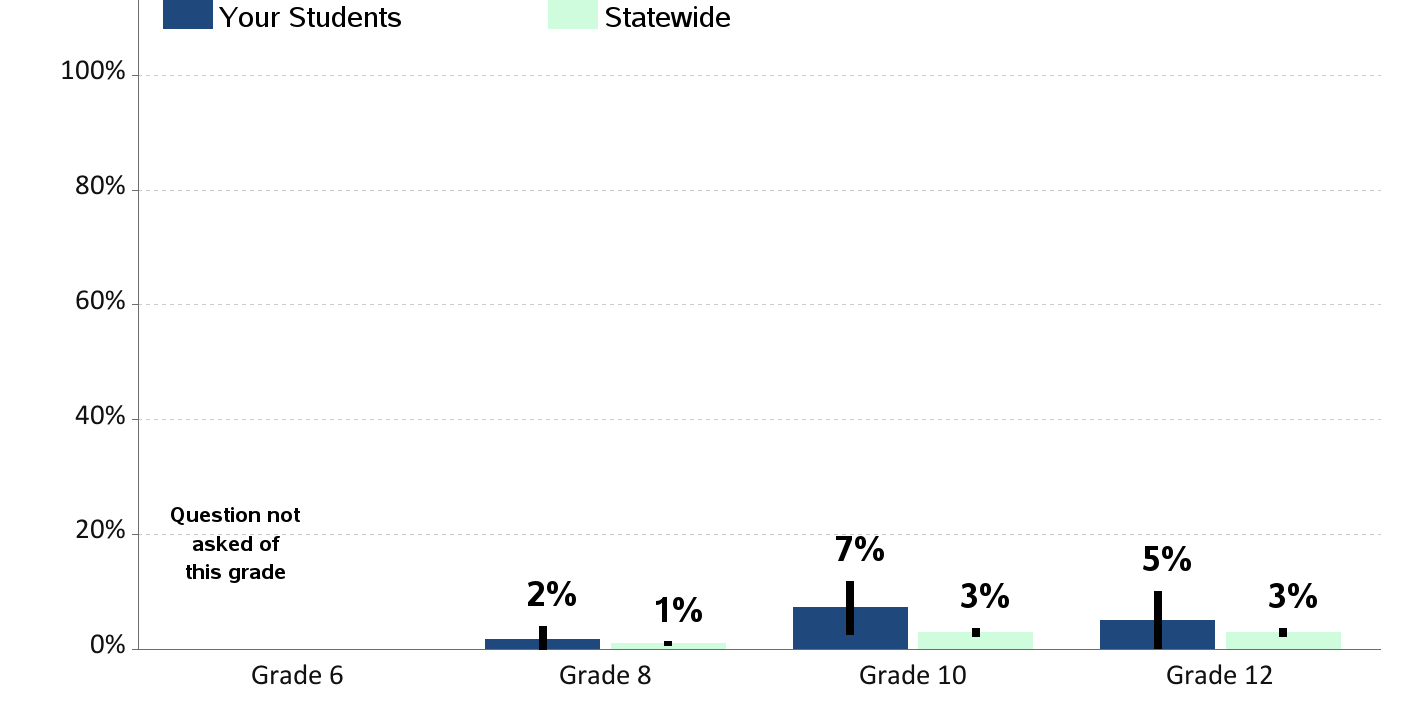 Your Students Statewide
100%
80%
60%
40%
20%
0%
Question not
asked of
this grade
2% 1% 7% 3% 5% 3%
Grade 6 Grade 8 Grade 10 Grade 12